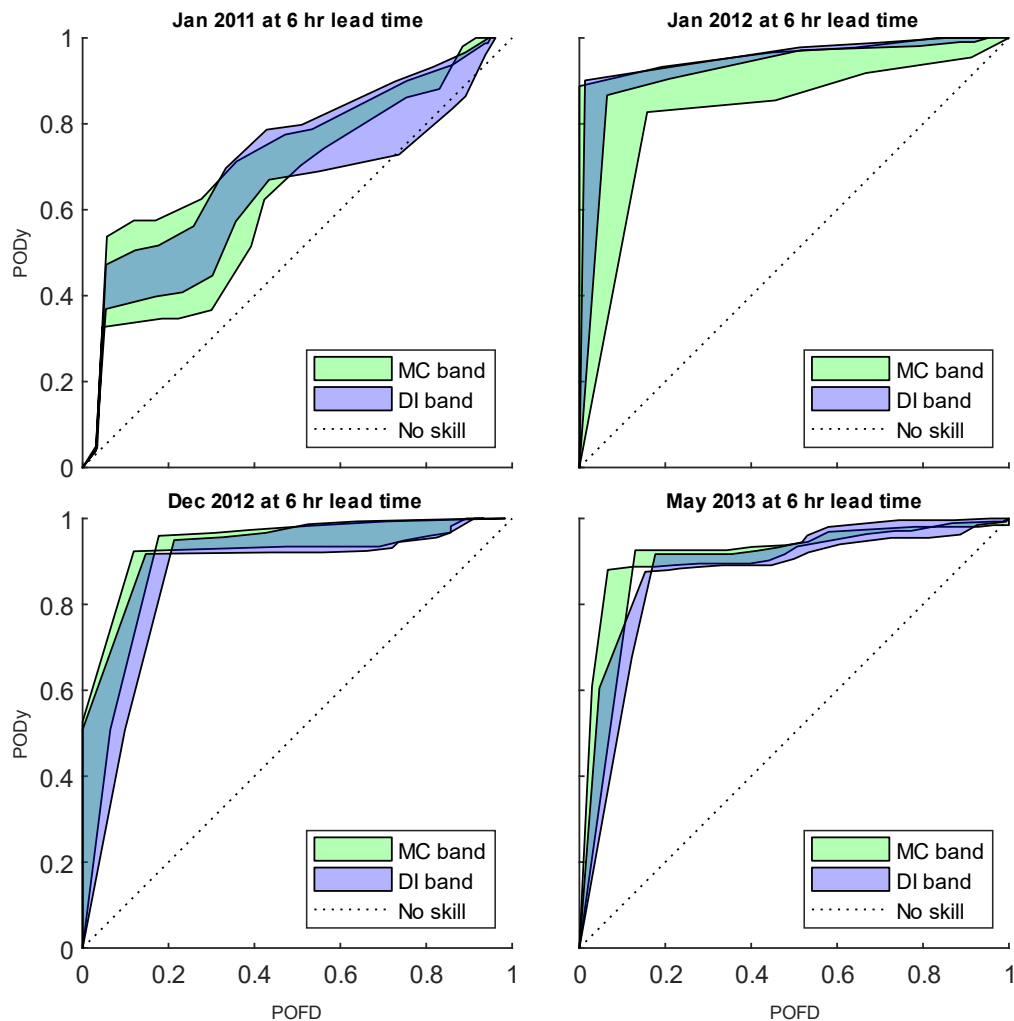 Jan 2011 at 6 hr lead time
1
0.8
0.6
0.4
0.2
0
PODy
MC band
DI band
No skill
Jan 2012 at 6 hr lead time
MC band
DI band
No skill
Dec 2012 at 6 hr lead time
1
0.8
0.6
0.4
0.2
0
PODy
MC band
DI band
No skill
0 0.2 0.4 0.6 0.8 1
POFD
May 2013 at 6 hr lead time
MC band
DI band
No skill
0 0.2 0.4 0.6 0.8 1
POFD